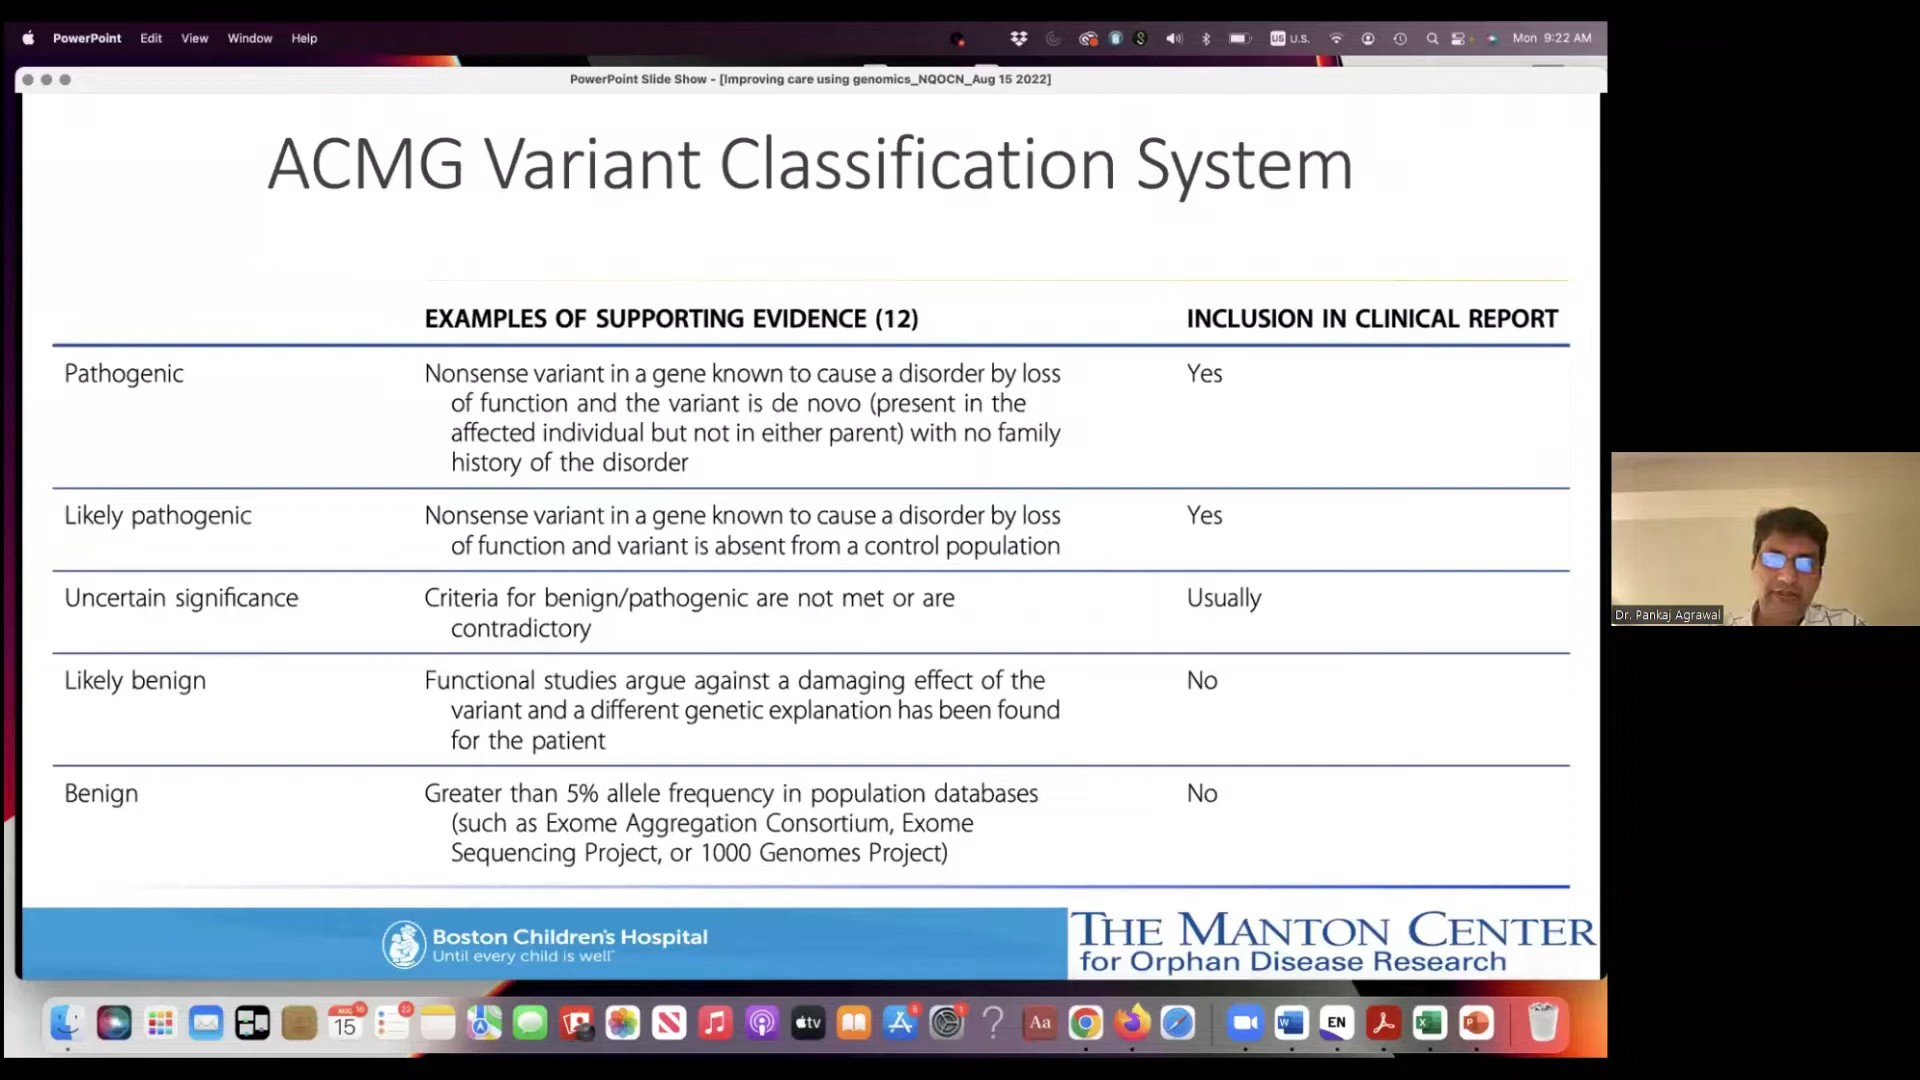 PowerPoint Edit View Window Help
US U.S. Mon 9:22 AM
PowerPoint Slide Show - [Improving care using genomics_NQOCN_Aug 15 2022]
ACMG Variant Classification System
EXAMPLES OF SUPPORTING EVIDENCE (12) INCLUSION IN CLINICAL REPORT
Pathogenic Nonsense variant in a gene known to cause a disorder by loss Yes
of function and the variant is de novo (present in the
affected individual but not in either parent) with no family
history of the disorder
Likely pathogenic Nonsense variant in a gene known to cause a disorder by loss Yes
of function and variant is absent from a control population
Uncertain significance Criteria for benign/pathogenic are not met or are Usually
contradictory
Likely benign Functional studies argue against a damaging effect of the No
variant and a different genetic explanation has been found
for the patient
Benign Greater than 5% allele frequency in population databases No
(such as Exome Aggregation Consortium, Exome
Sequencing Project, or 1000 Genomes Project)
Boston Children's Hospital
Until every child is well
THE MANTON CENTER
for Orphan Disease Research
Dr. Pankaj Agrawal
AUG
15
tv
Aa
EN